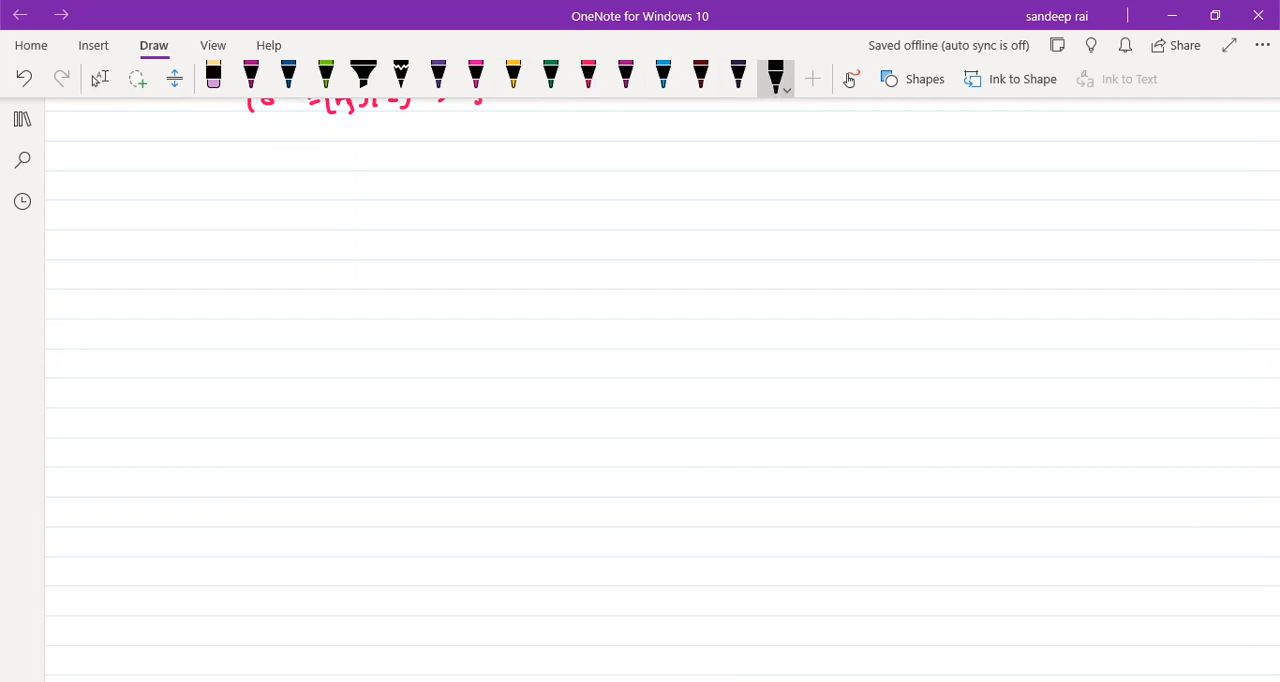 OneNote for Windows 10
sandeep rai
Home Insert Draw View Help
Saved offline (auto sync is off)
Share
Shapes
Ink to Shape
Ink to Text